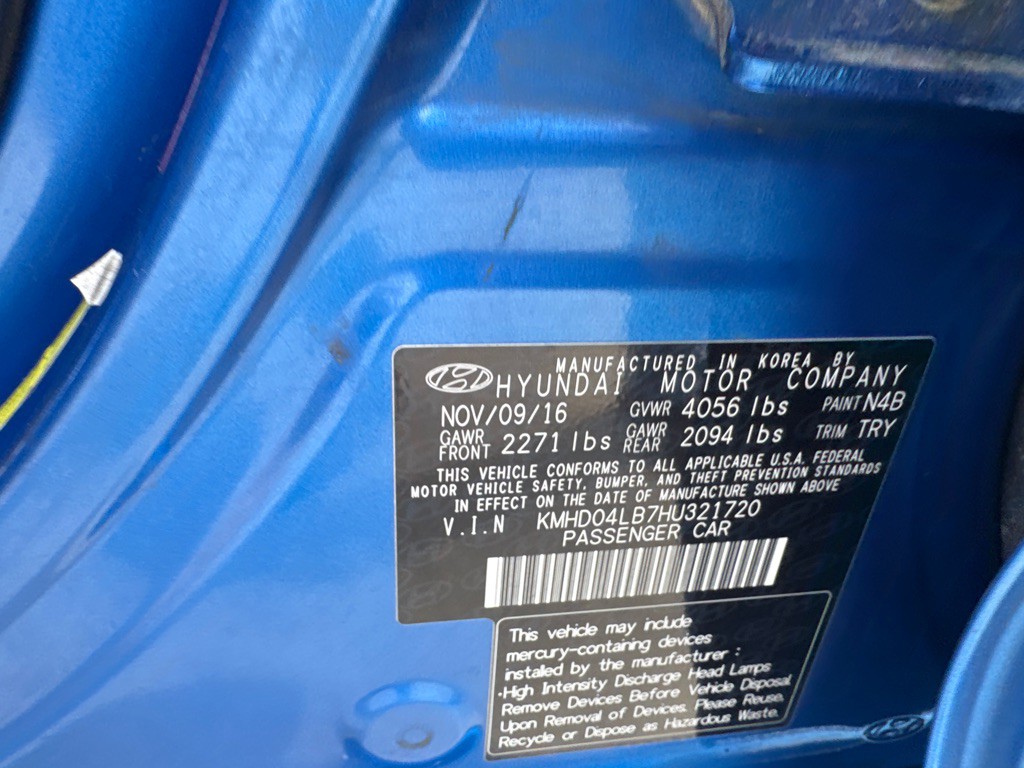 MANUFACTURED IN KOREA BY
HYUNDAI MOTOR COMPANY
NOV/09/16 GVWR 4056 lbs PAINT N4B
GAWR FRONT 2271 lbs GAWR REAR 2094 lbs TRIM TRY
THIS VEHICLE CONFORMS TO ALL APPLICABLE U.S.A. FEDERAL
MOTOR VEHICLE SAFETY, BUMPER, AND THEFT PREVENTION STANDARDS
IN EFFECT ON THE DATE OF MANUFACTURE SHOWN ABOVE
V.I.N KMHD04LB7HU321720
PASSENGER CAR
This vehicle may include
mercury-containing devices
installed by the manufacturer :
·High Intensity Discharge Head Lamps
Remove Devices Before Vehicle Disposal
Upon Removal of Devices. Please Reuse.
Recycle or Dispose as Hazardous Waste.